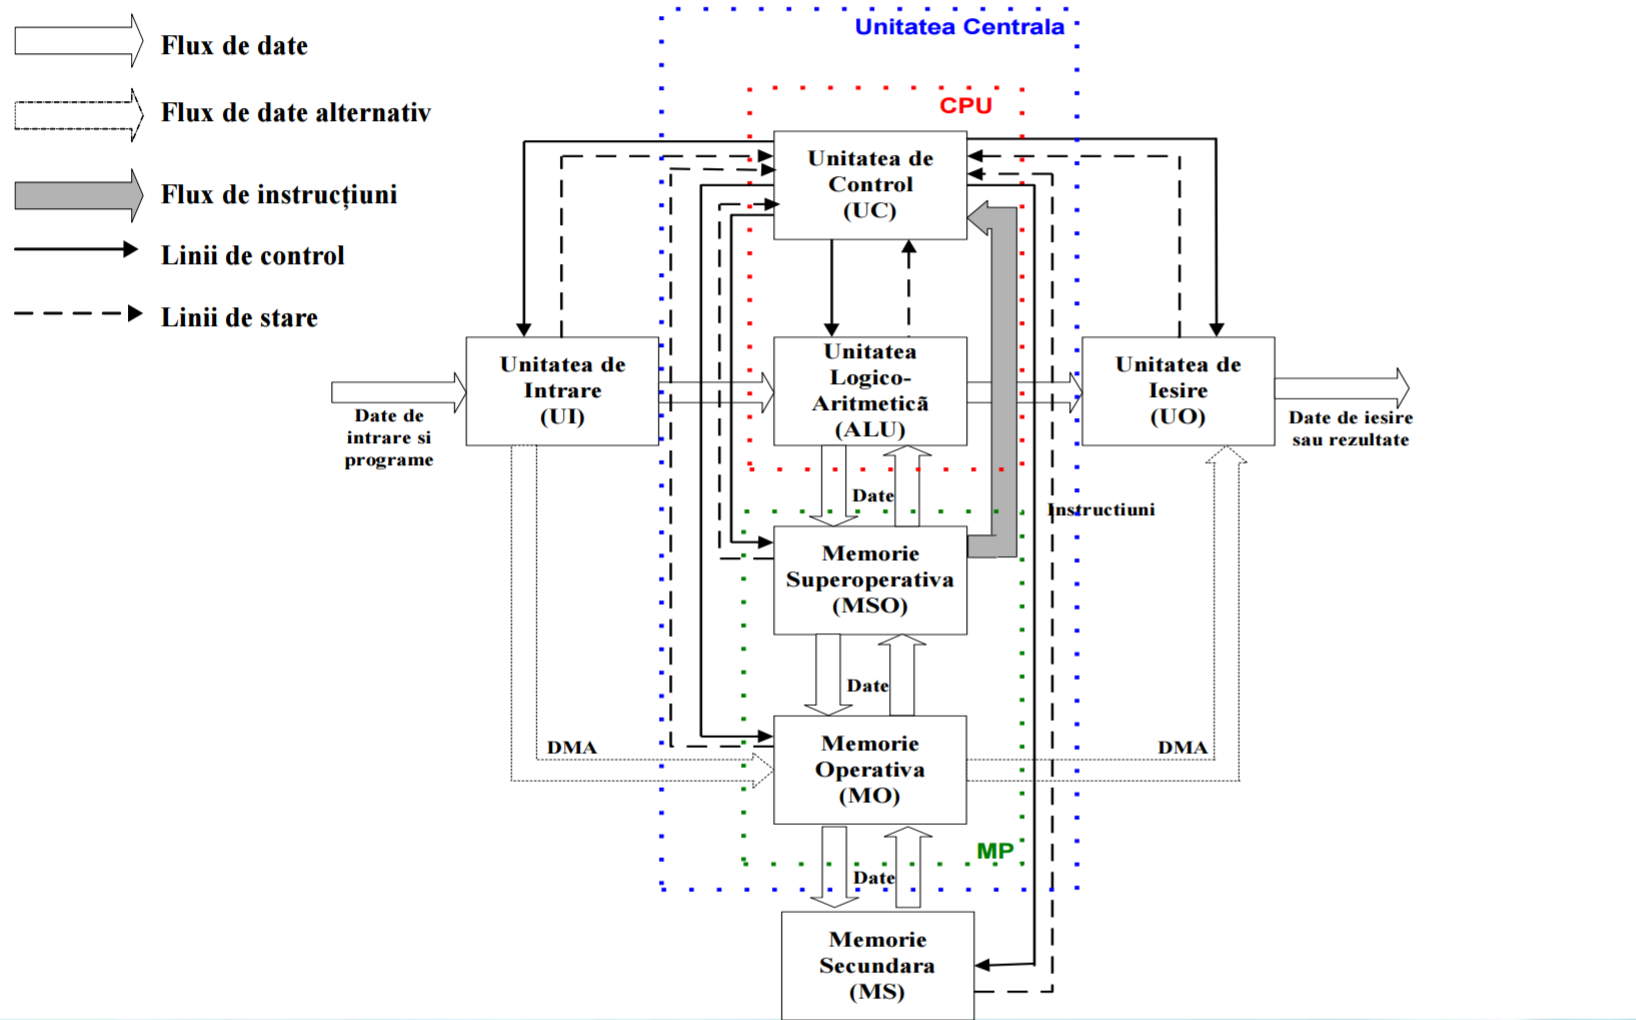 Flux de date
Flux de date alternativ
Flux de instrucțiuni
Linii de control
Linii de stare
Unitatea Centrala
CPU
Unitatea de
Control
(UC)
Unitatea de
Intrare
(UI)
Unitatea
Logico-
Aritmetică
(ALU)
Unitatea de
Iesire
(UO)
Date de
intrare si
programe
Date de iesire
sau rezultate
Date
Instructiuni
Memorie
Superoperativa
(MSO)
Date
DMA
Memorie
Operativa
(MO)
DMA
MP
Date
Memorie
Secundara
(MS)